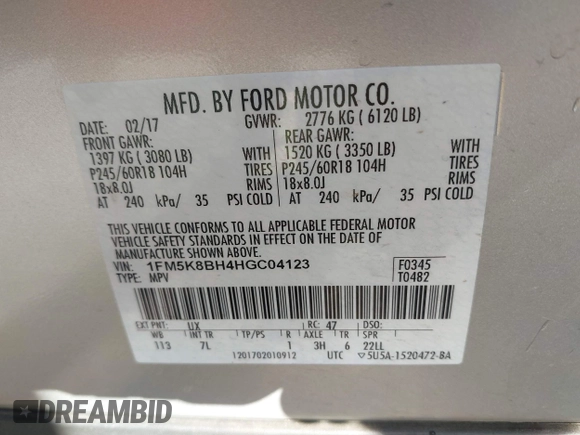 MFD. BY FORD MOTOR CO.
DATE: 02/17 GVWR: 2776 KG ( 6120 LB)
FRONT GAWR: REAR GAWR:
1397 KG ( 3080 LB) WITH 1520 KG ( 3350 LB) WITH
P245/60R18 104H TIRES P245/60R18 104H TIRES
18x8.0J RIMS 18x8.0J RIMS
AT 240 kPa/ 35 PSI COLD AT 240 kPa/ 35 PSI COLD
THIS VEHICLE CONFORMS TO ALL APPLICABLE FEDERAL MOTOR
VEHICLE SAFETY STANDARDS IN EFFECT ON THE DATE OF
MANUFACTURE SHOWN ABOVE.
VIN: 1FM5K8BH4HGC04123 F0345
TYPE: MPV T0482
EXT PNT: UX RC: 47 DSO:
WB INT TR TP/PS R AXLE TR SPR
113 7L 1 3H 6 22LL
1201702010912 UTC ▽5U5A-1520472-BA
DREAMBID